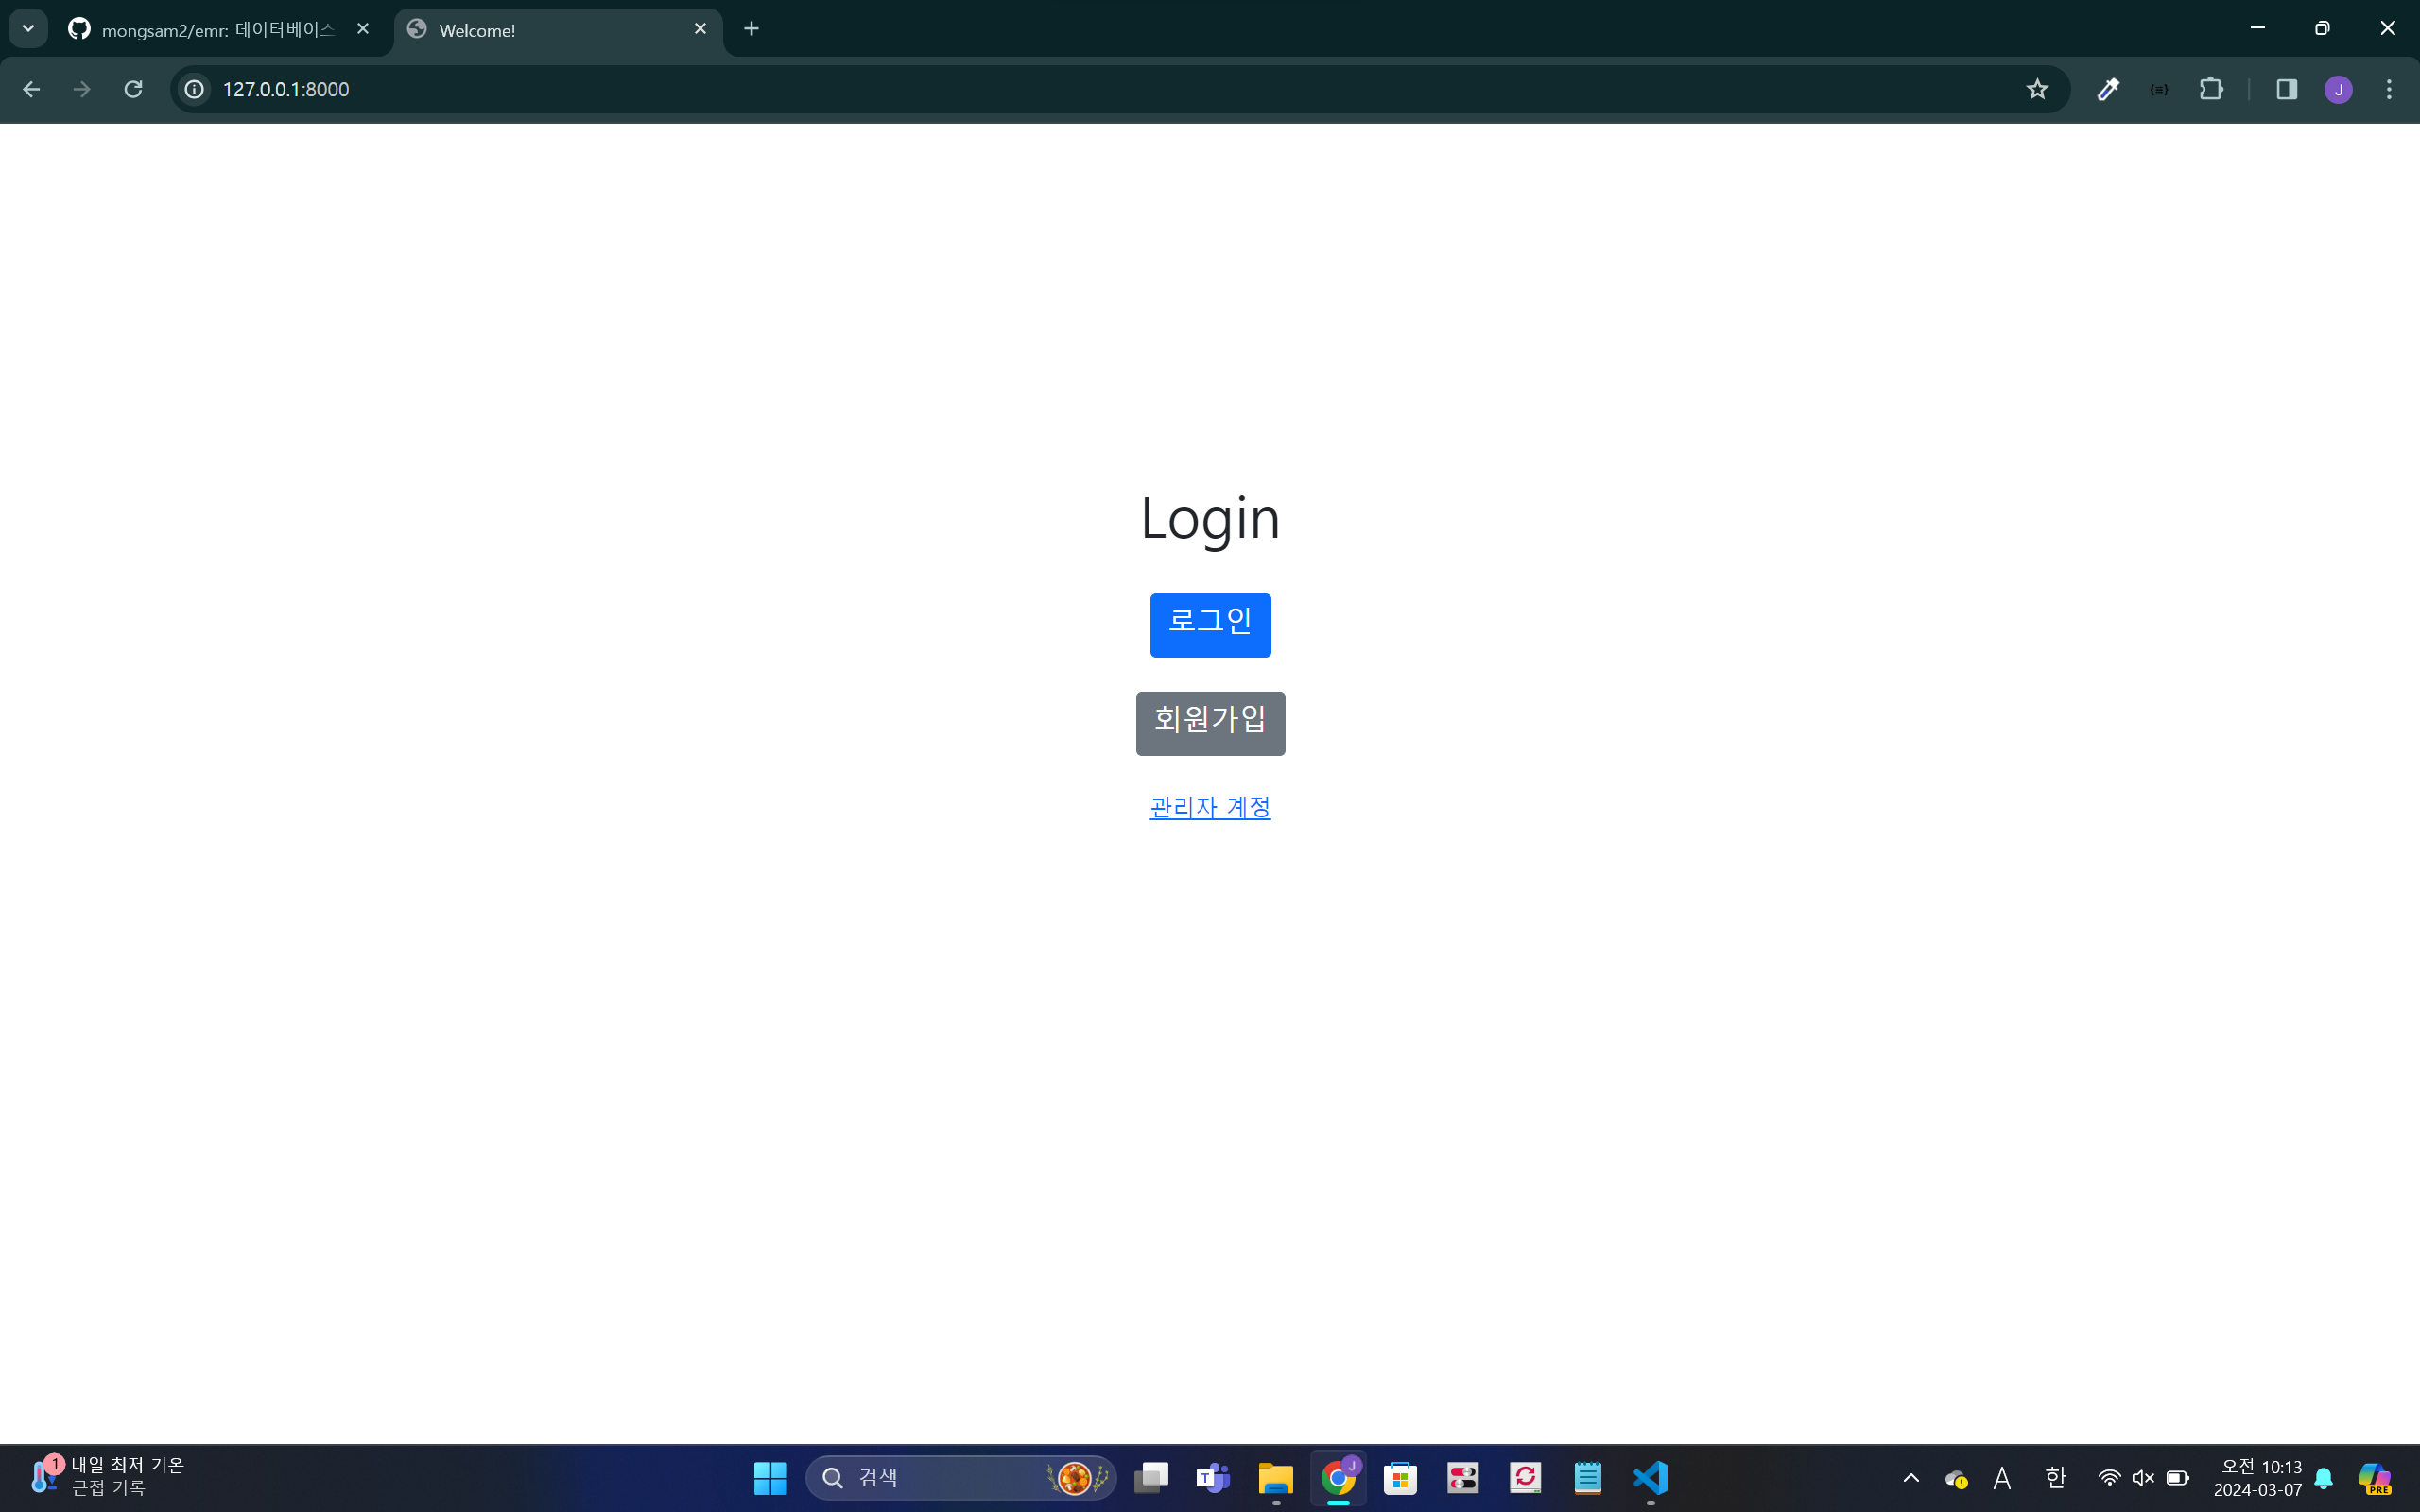 mongsam2/emr: 데이터베이스
Welcome!
127.0.0.1:8000
J
Login
로그인
회원가입
관리자 계정
1
내일 최저 기온
근접 기록
검색
T
J
A
한
오전 10:13
2024-03-07
PRE